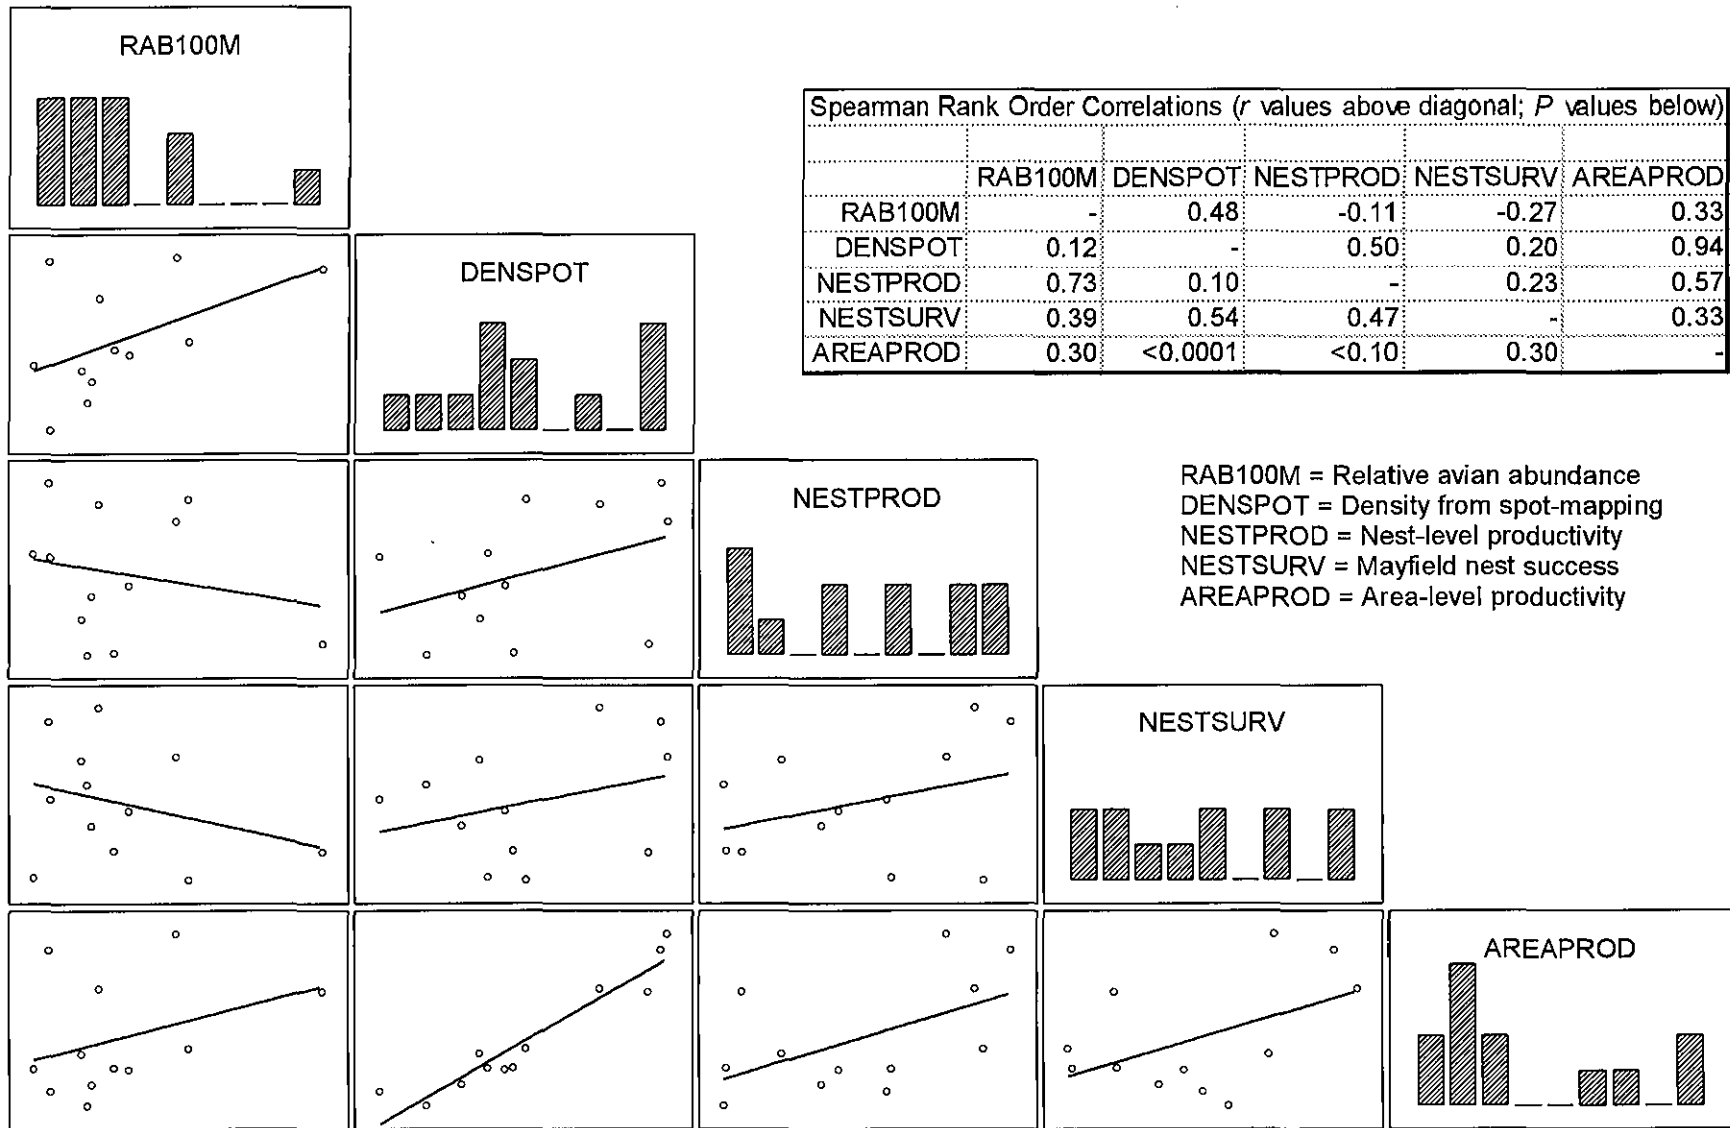 RAB100M
Spearman Rank Order Correlations (r values above diagonal; P values below)
RAB100M DENSPOT NESTPROD NESTSURV AREAPROD
RAB100M - 0.48 -0.11 -0.27 0.33
DENSPOT 0.12 - 0.50 0.20 0.94
NESTPROD 0.73 0.10 - 0.23 0.57
NESTSURV 0.39 0.54 0.47 - 0.33
AREAPROD 0.30 <0.0001 <0.10 0.30 -
DENSPOT
NESTPROD
RAB100M = Relative avian abundance
DENSPOT = Density from spot-mapping
NESTPROD = Nest-level productivity
NESTSURV = Mayfield nest success
AREAPROD = Area-level productivity
NESTSURV
AREAPROD